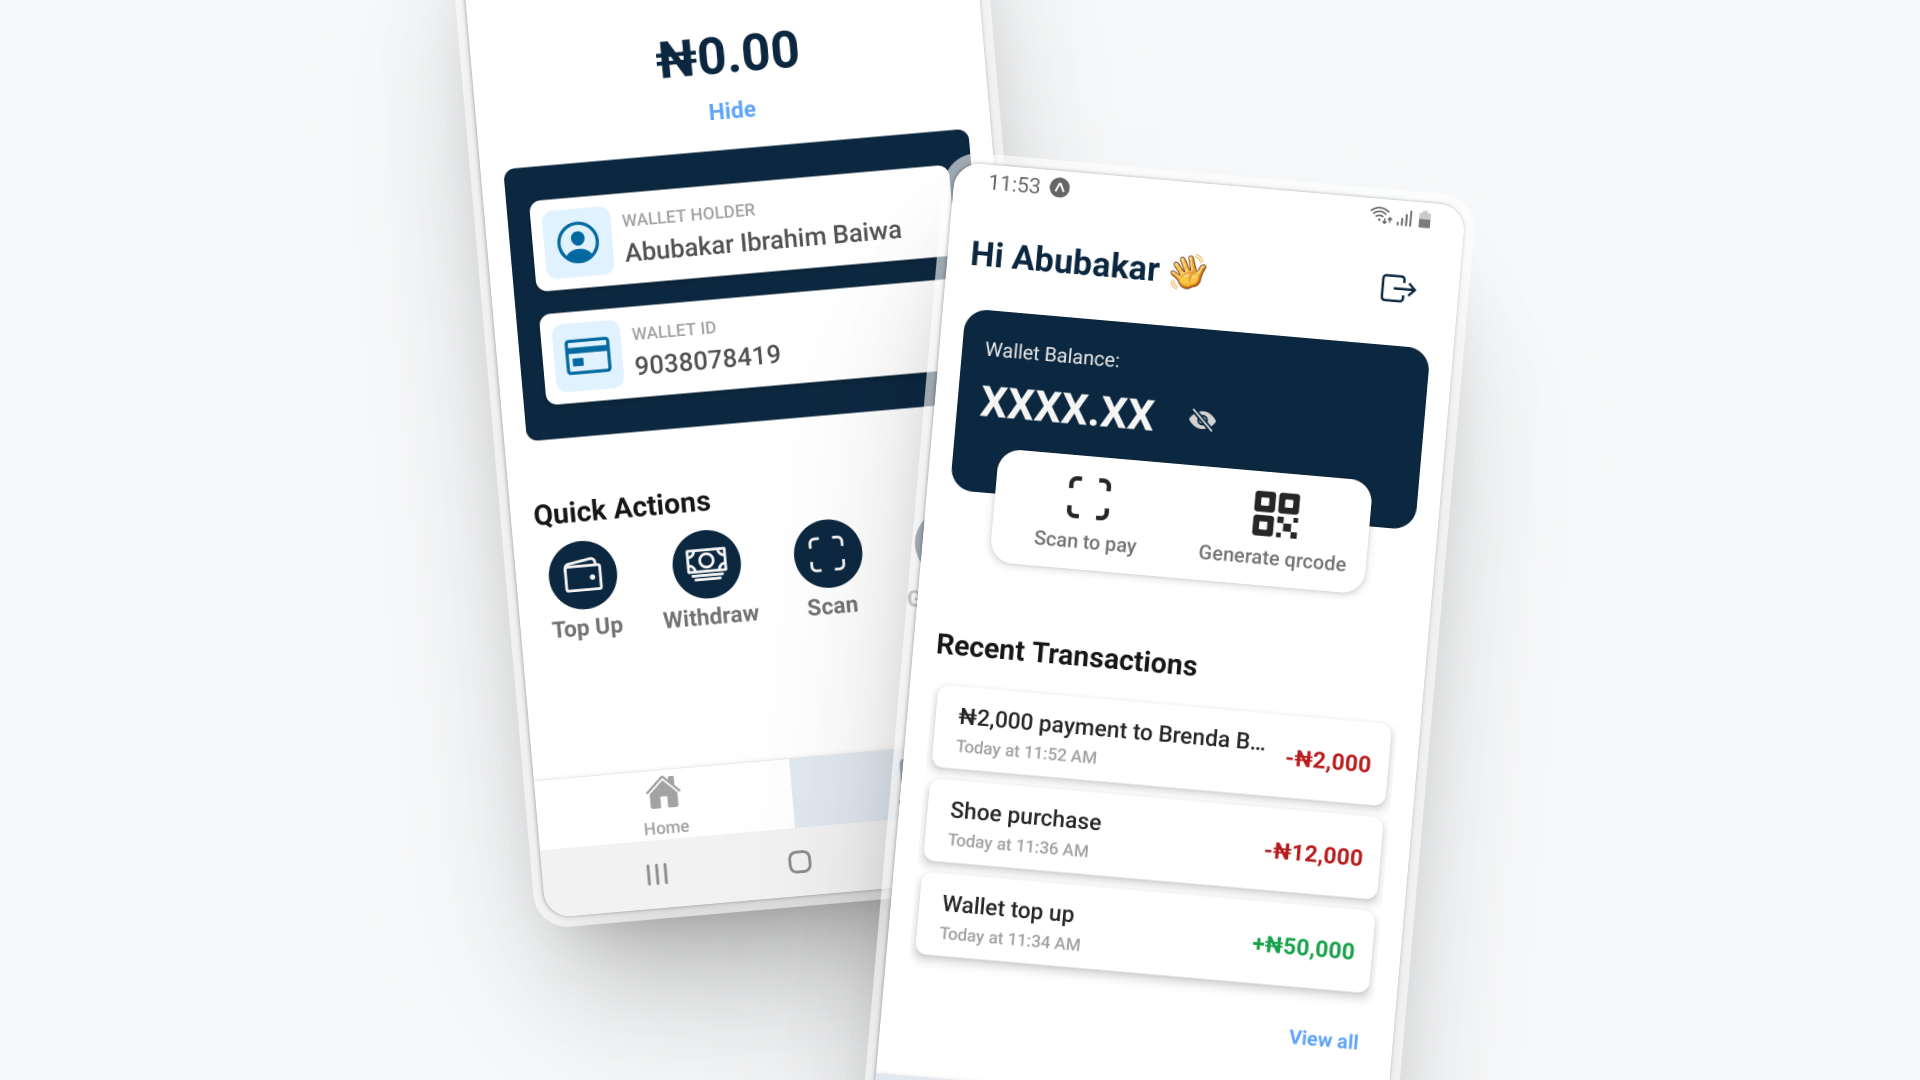 ₦0.00
Hide
WALLET HOLDER
Abubakar Ibrahim Baiwa
WALLET ID
9038078419
Quick Actions
Top Up
Withdraw
Scan
G
Home
11:53
Hi Abubakar 👋
Wallet Balance:
XXXX.XX
Scan to pay
Generate qrcode
Recent Transactions
₦2,000 payment to Brenda B...
Today at 11:52 AM
-₦2,000
Shoe purchase
Today at 11:36 AM
-₦12,000
Wallet top up
Today at 11:34 AM
+₦50,000
View all